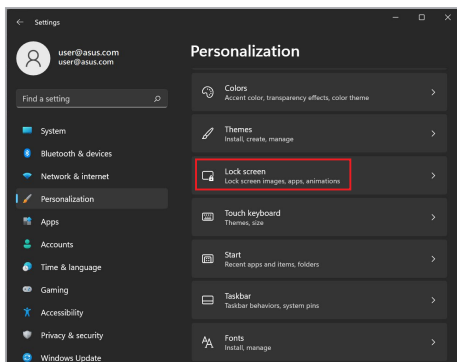 Settings
user@asus.com
user@asus.com
Find a setting
System
Bluetooth & devices
Network & internet
Personalization
Apps
Accounts
Time & language
Gaming
Accessibility
Privacy & security
Windows Update
Personalization
Colors
Accent color, transparency effects, color theme
Themes
Install, create, manage
Lock screen
Lock screen images, apps, animations
Touch keyboard
Themes, size
Start
Recent apps and items, folders
Taskbar
Taskbar behaviors, system pins
Fonts
Install, manage